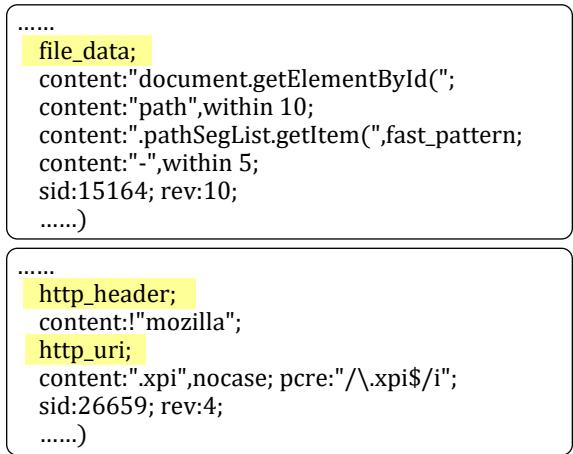 ......
file_data;
content:"document.getElementById(";
content:"path",within 10;
content:".pathSegList.getItem(",fast_pattern;
content:"-",within 5;
sid:15164; rev:10;
......)
......
http_header;
content:!"mozilla";
http_uri;
content:".xpi",nocase; pcre:"/\.xpi$/i";
sid:26659; rev:4;
......)